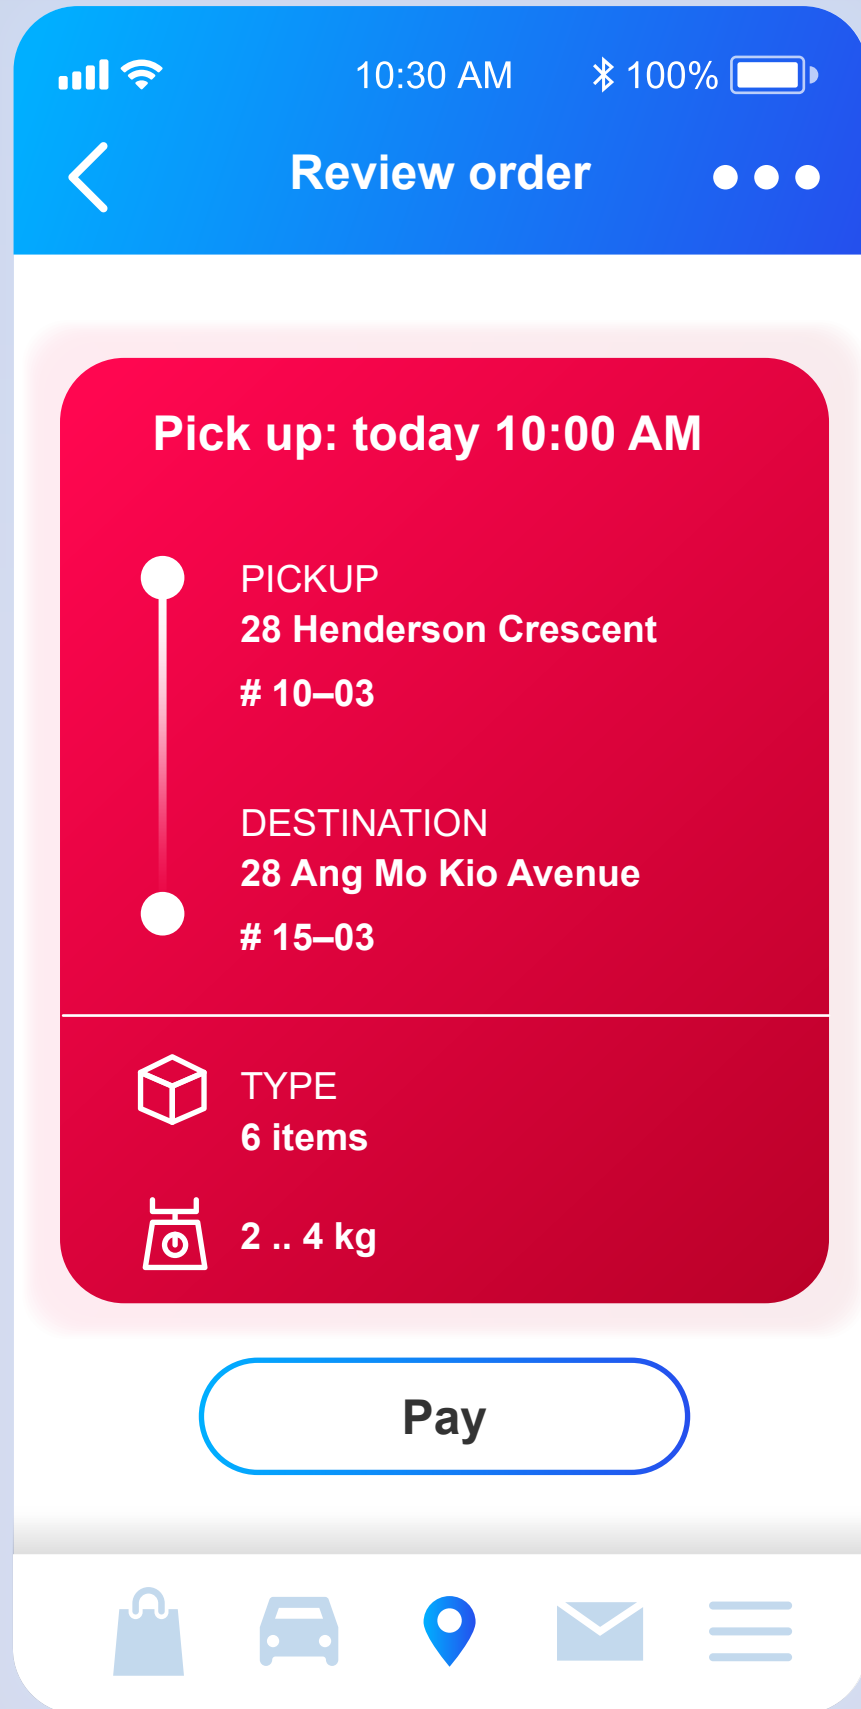 10:30 AM 100%
Review order
Pick up: today 10:00 AM
PICKUP
28 Henderson Crescent
# 10–03
DESTINATION
28 Ang Mo Kio Avenue
# 15–03
TYPE
6 items
2 .. 4 kg
Pay